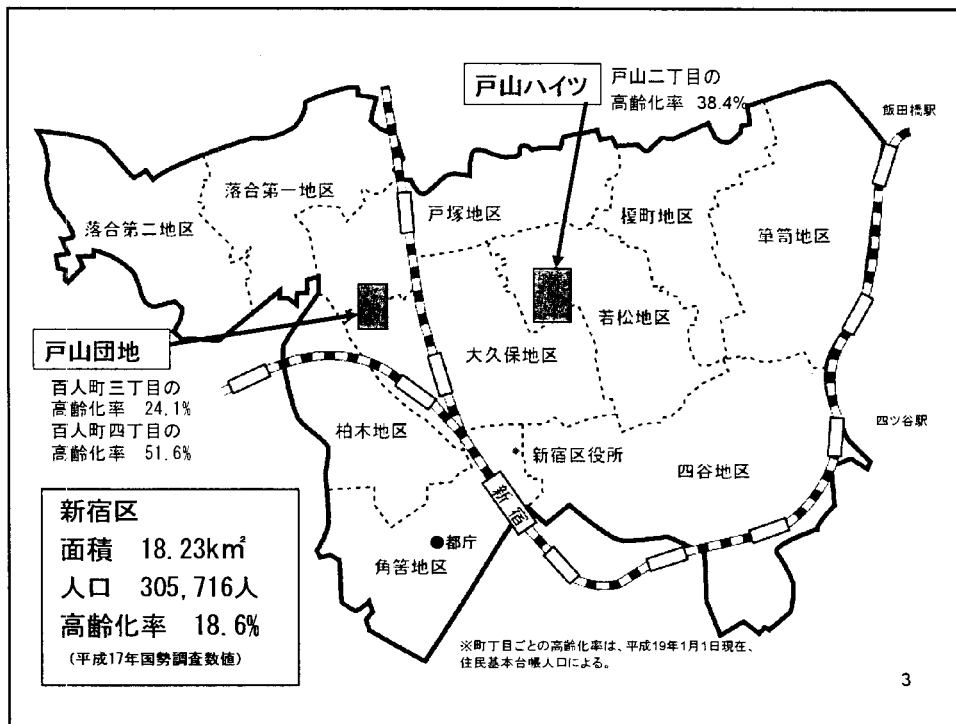 戸山ハイツ
戸山二丁目の
高齢化率 38.4%
飯田橋駅
落合第一地区
落合第二地区
戸塚地区
榎町地区
箪笥地区
若松地区
大久保地区
戸山団地
百人町三丁目の
高齢化率 24.1%
百人町四丁目の
高齢化率 51.6%
柏木地区
新宿区役所
四谷地区
四ツ谷駅
新宿
●都庁
角筈地区
新宿区
面積 18.23k㎡
人口 305,716人
高齢化率 18.6%
(平成17年国勢調査数値)
※町丁目ごとの高齢化率は、平成19年1月1日現在、
住民基本台帳人口による。
3